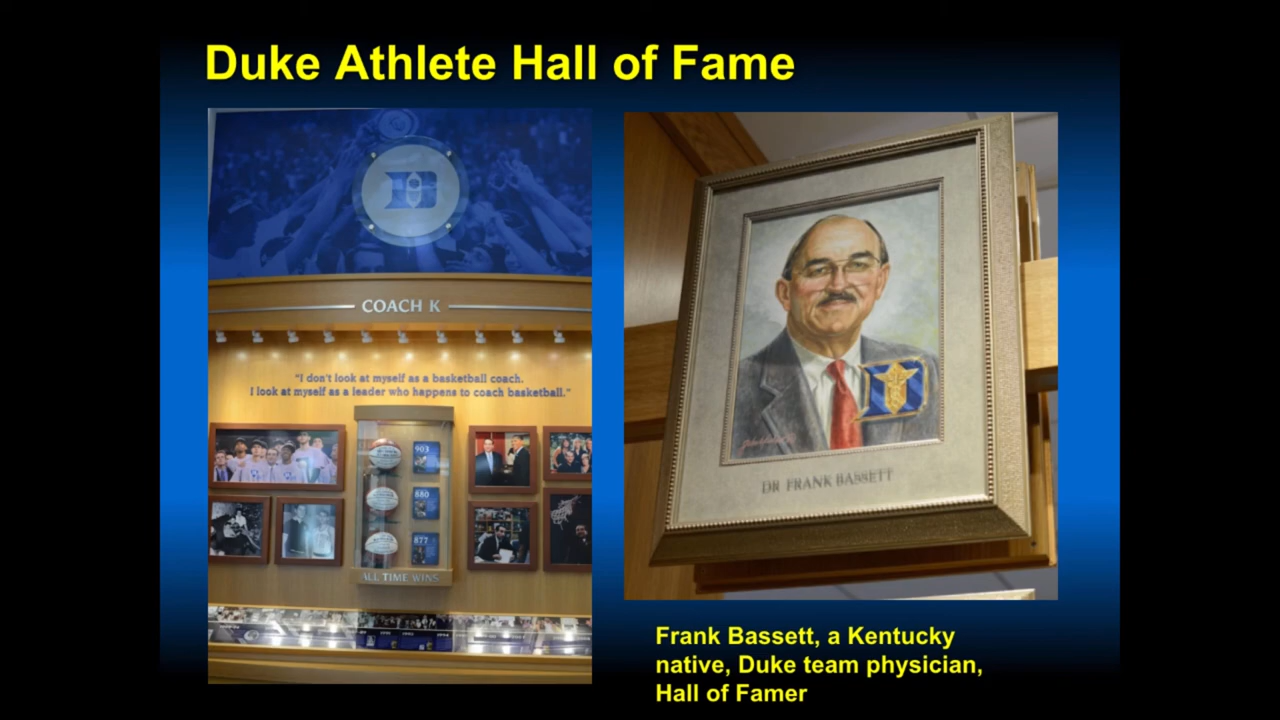 Duke Athlete Hall of Fame
COACH K
"I don't look at myself as a basketball coach.
I look at myself as a leader who happens to coach basketball."
903
880
877
ALL TIME WINS
DR FRANK BASSETT
Frank Bassett, a Kentucky
native, Duke team physician,
Hall of Famer